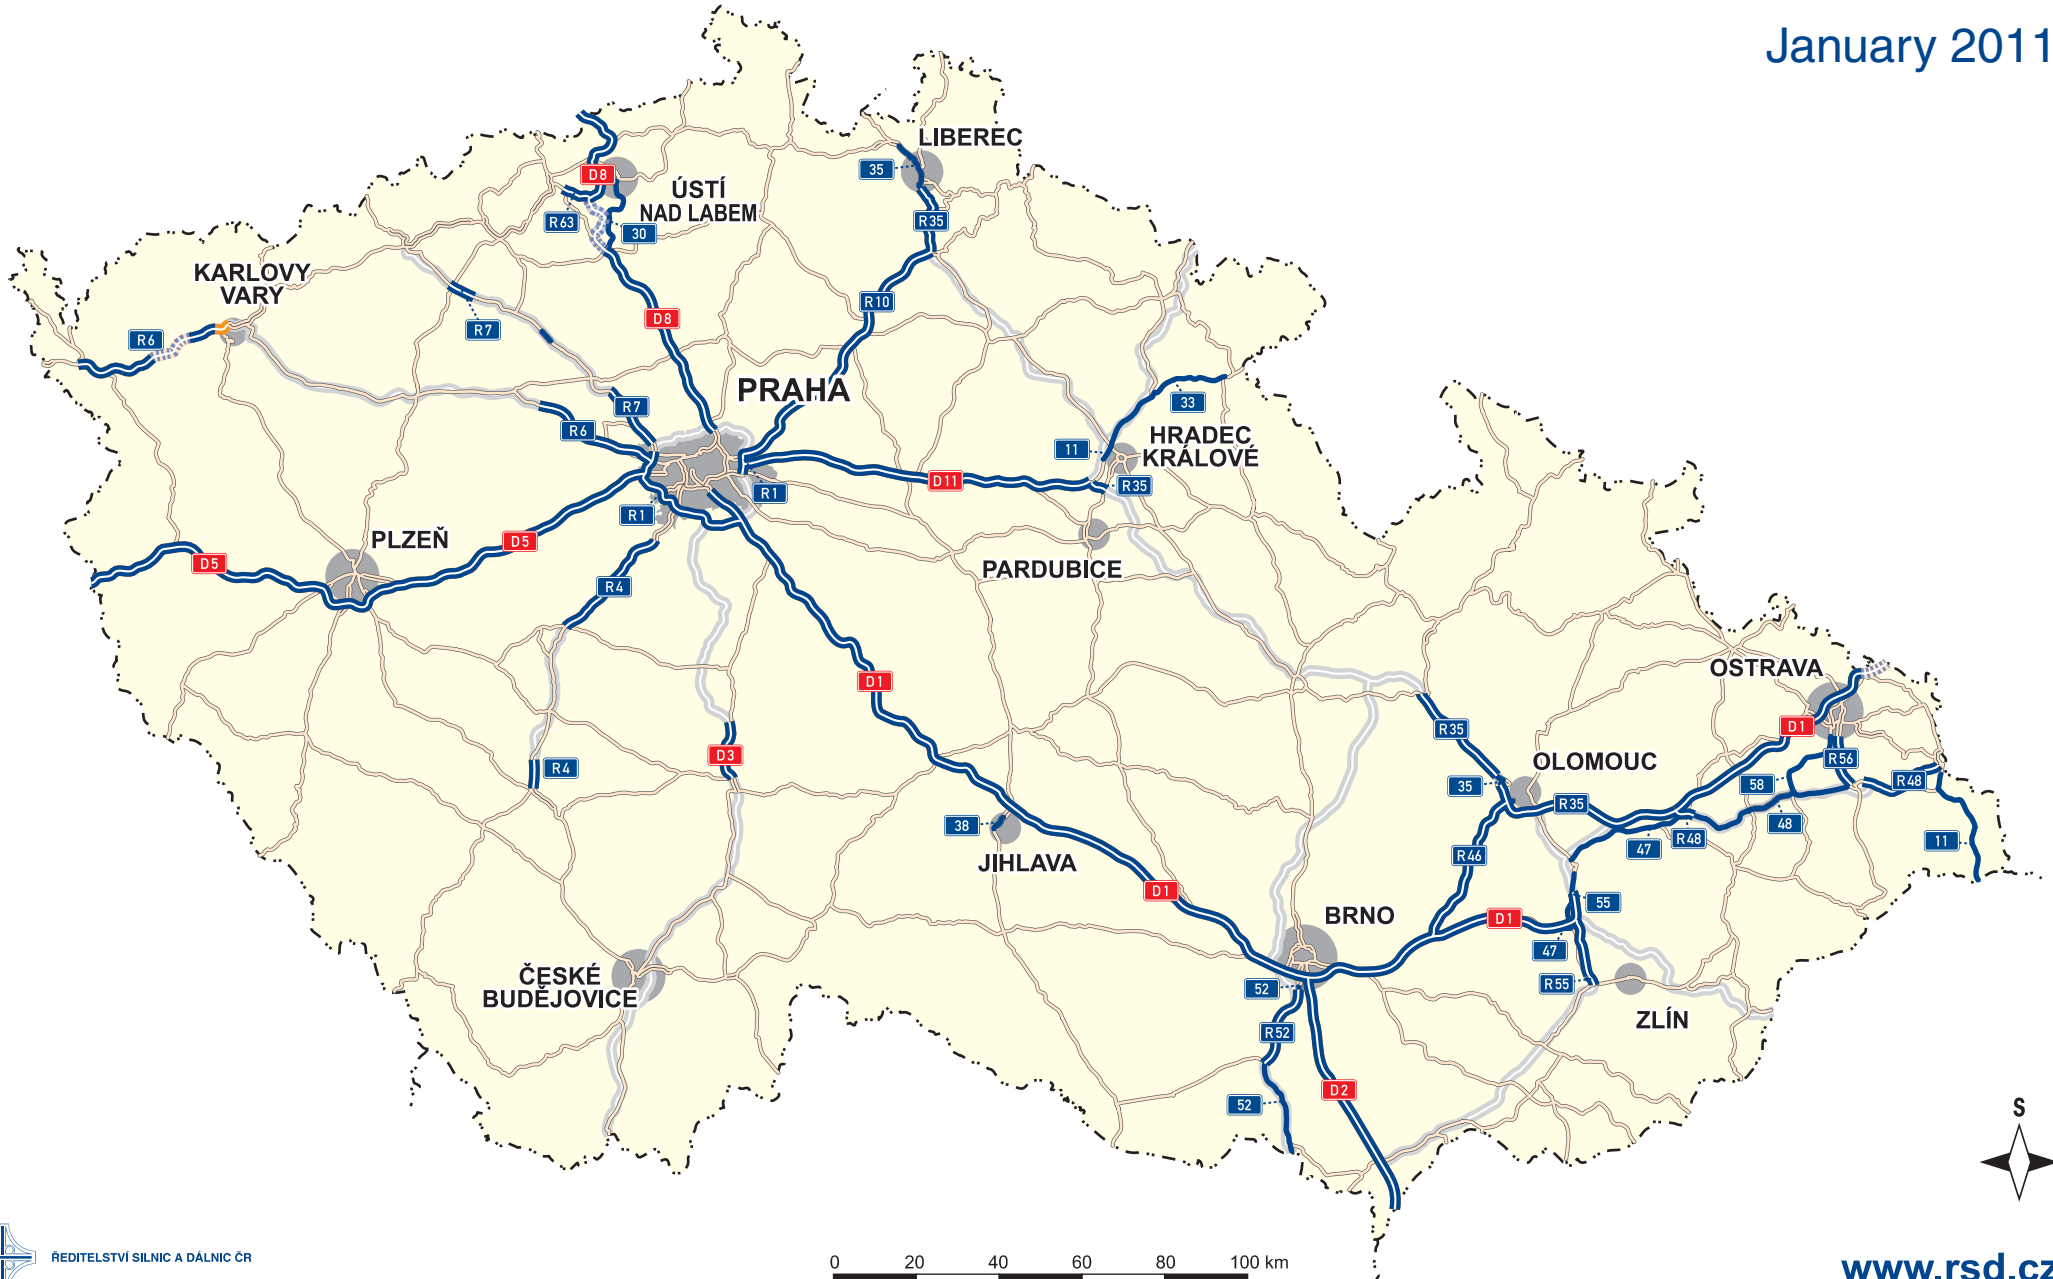 January 2011
LIBEREC
35
D8
ÚSTÍ
NAD LABEM
R63
30
R35
KARLOVY
VARY
R10
R7
D8
R6
PRAHA
R7
33
R6
11
HRADEC
KRÁLOVÉ
D11
R35
R1
R1
PLZEŇ
D5
D5
PARDUBICE
R4
OSTRAVA
D1
D1
R35
D3
R4
OLOMOUC
R56
58
R48
35
R35
38
48
JIHLAVA
R46
47
R48
11
D1
55
BRNO
D1
47
ČESKÉ
BUDĚJOVICE
52
R55
ZLÍN
R52
D2
52
S
ŘEDITELSTVÍ SILNIC A DÁLNIC ČR
0 20 40 60 80 100 km
www.rsd.cz